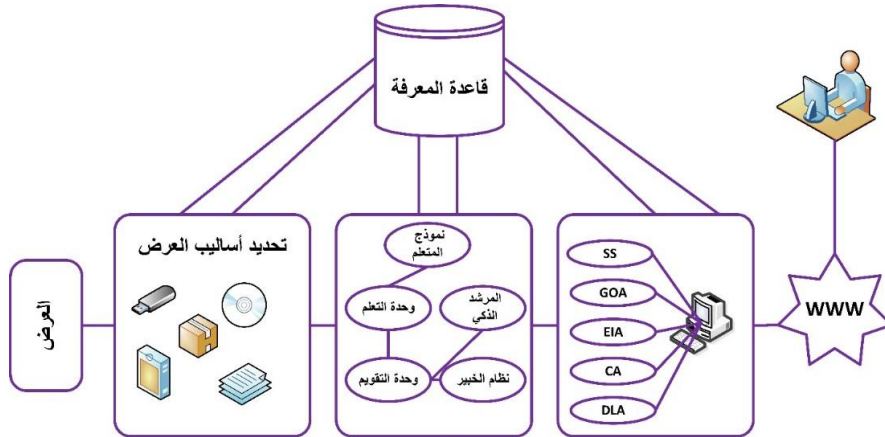 قاعدة المعرفة
WWW
SS
GOA
EIA
CA
DLA
نموذج
المتعلم
المرشد
الذكي
وحدة التعلم
نظام الخبير
وحدة التقويم
تحديد أساليب العرض
العرض